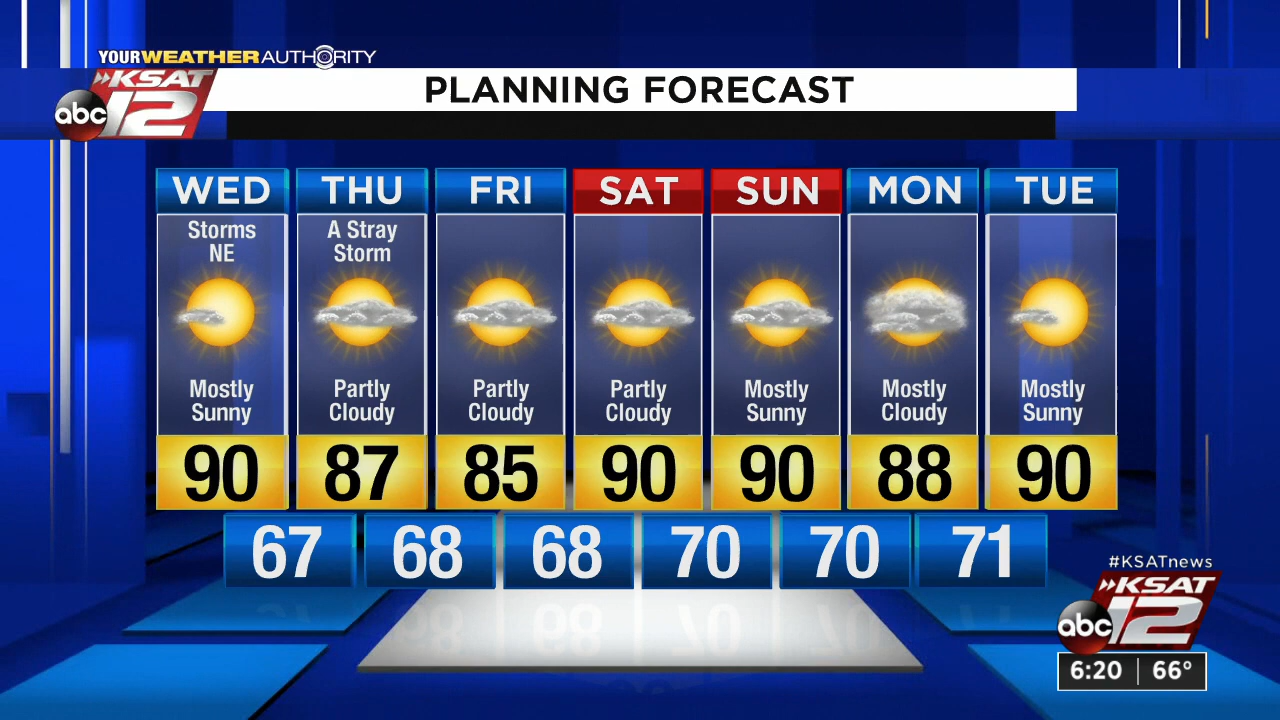 YOURWEATHERAUTHORITY
KSAT
abc 12
PLANNING FORECAST
WED THU FRI SAT SUN MON TUE
Storms
NE
A Stray
Storm
Mostly
Sunny
Partly
Cloudy
Partly
Cloudy
Partly
Cloudy
Mostly
Sunny
Mostly
Cloudy
Mostly
Sunny
90 87 85 90 90 88 90
67 68 68 70 70 71
#KSATnews
KSAT
abc 12
6:20 66°